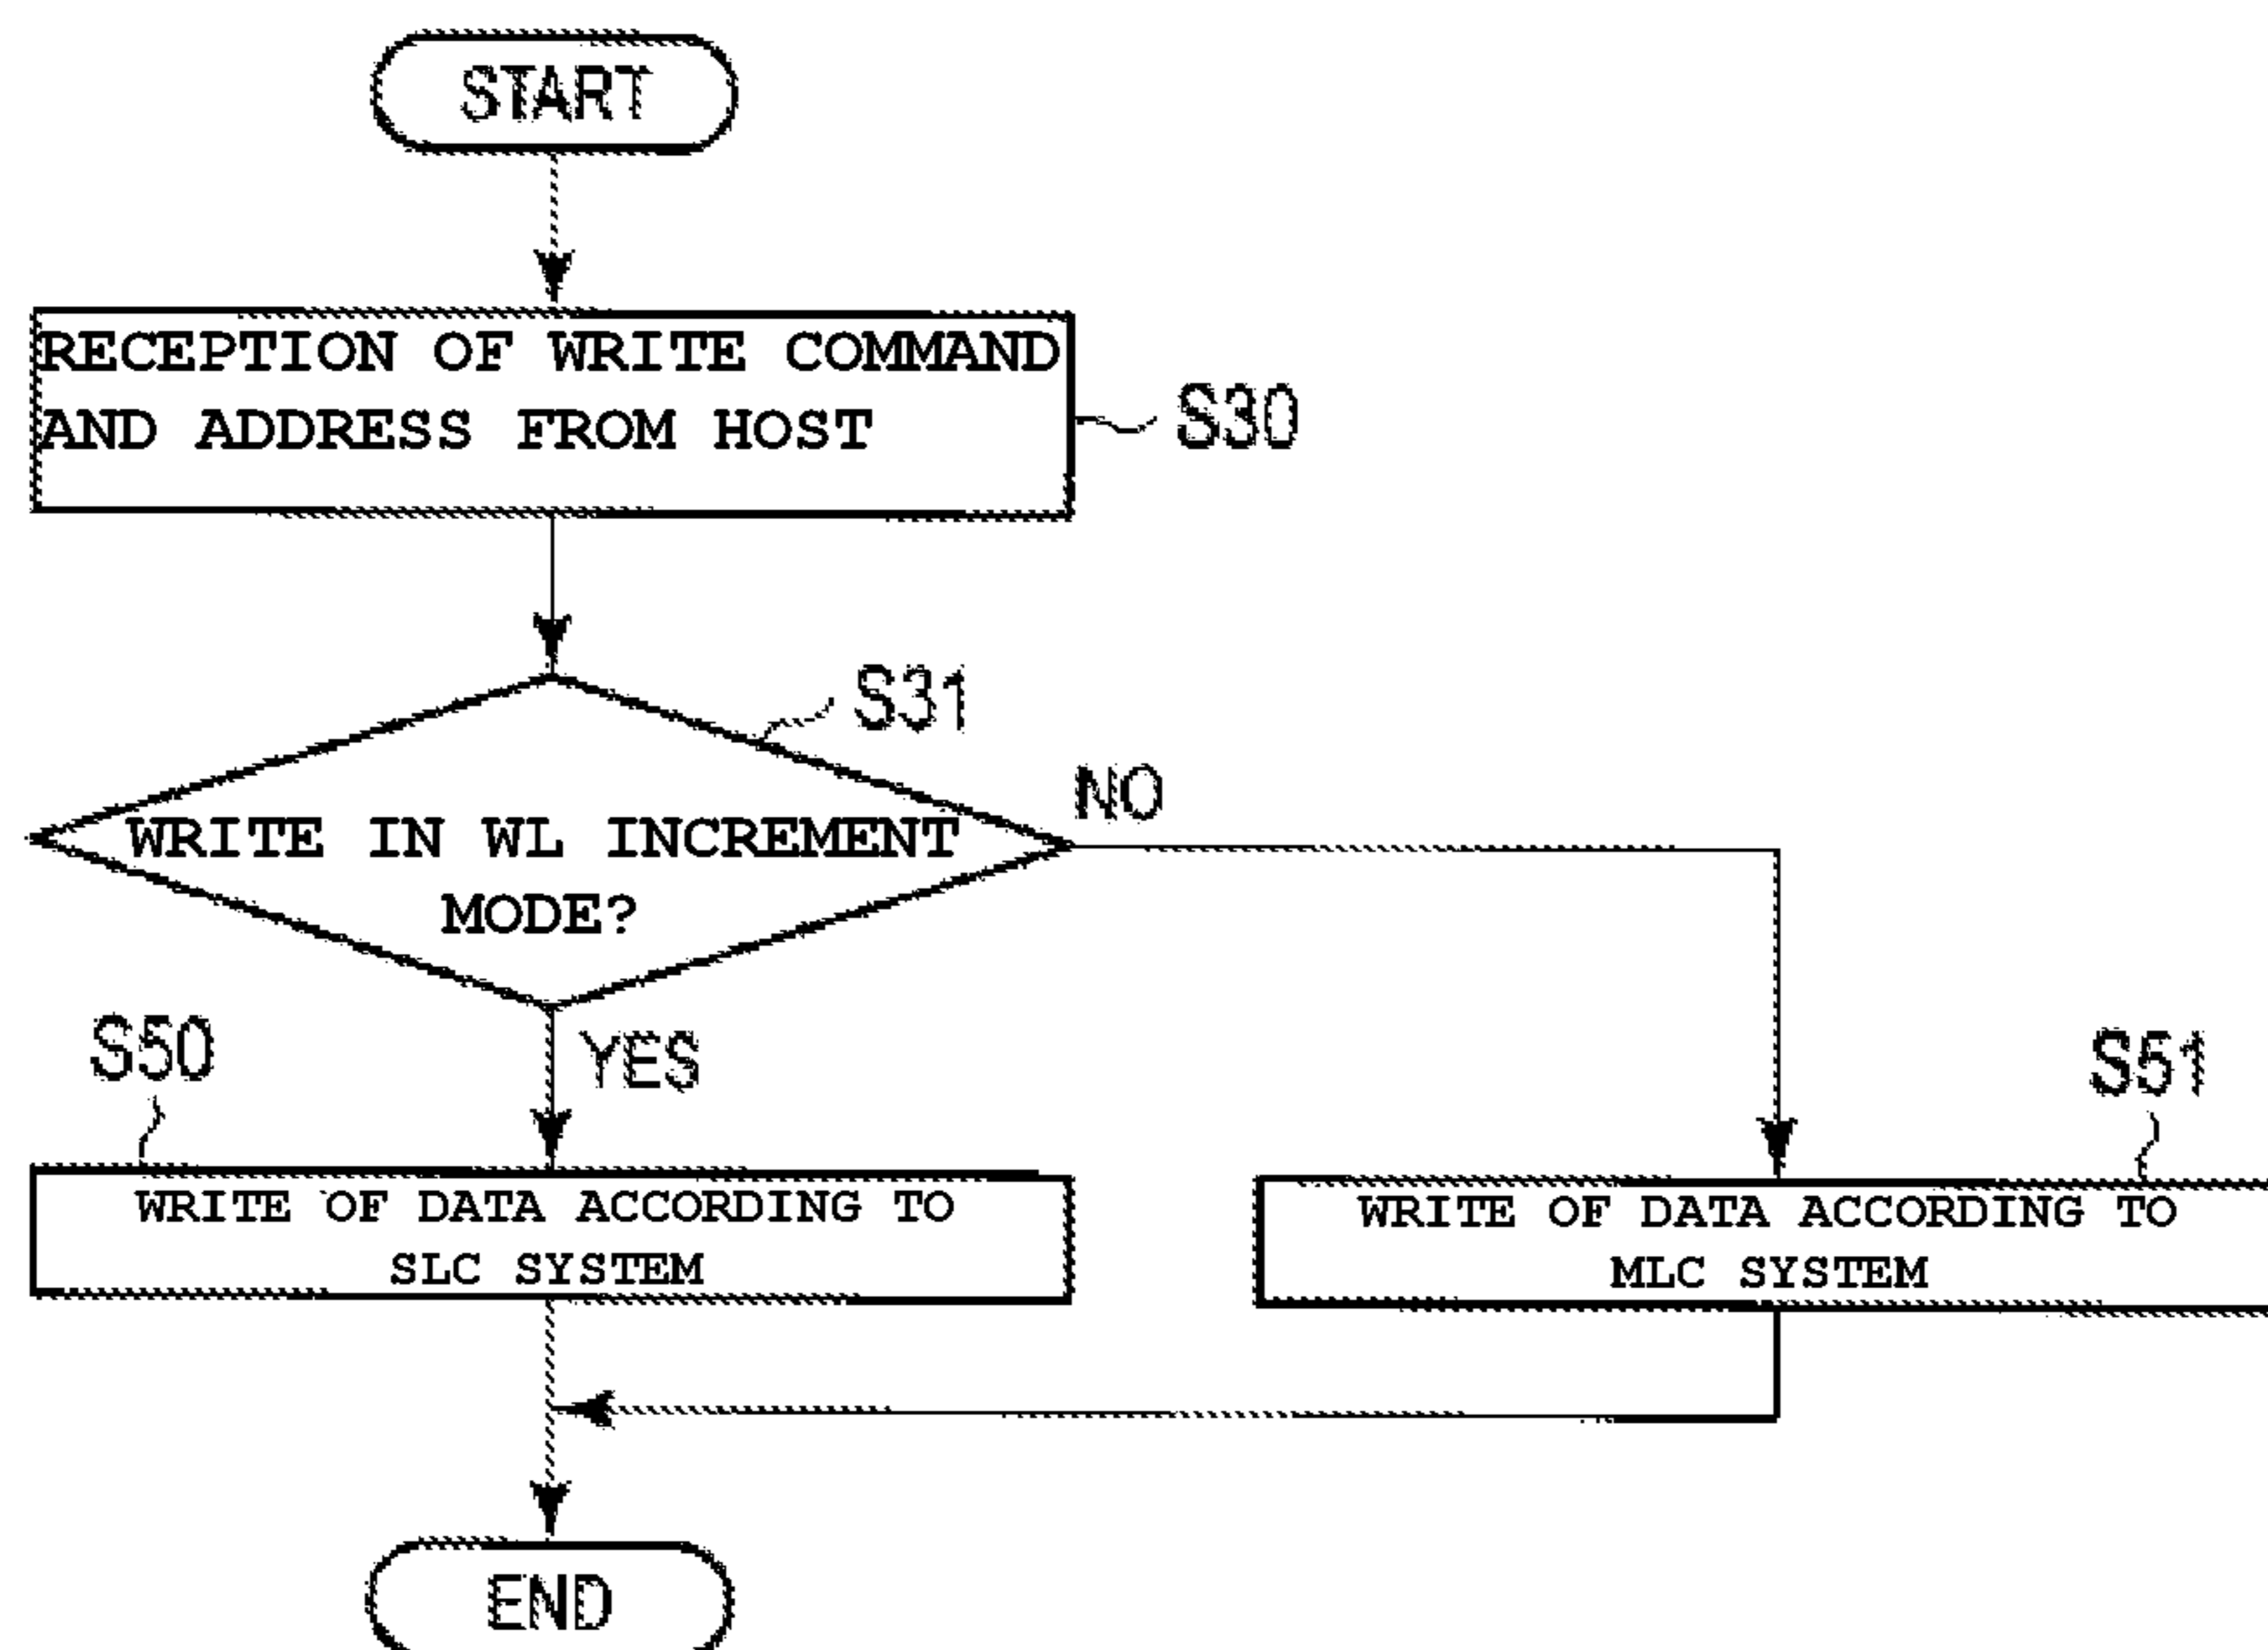 START
RECEPTION OF WRITE COMMAND
AND ADDRESS FROM HOST
S30
S31
WRITE IN WL INCREMENT
MODE?
NO
YES
S50
WRITE OF DATA ACCORDING TO
SLC SYSTEM
S51
WRITE OF DATA ACCORDING TO
MLC SYSTEM
END